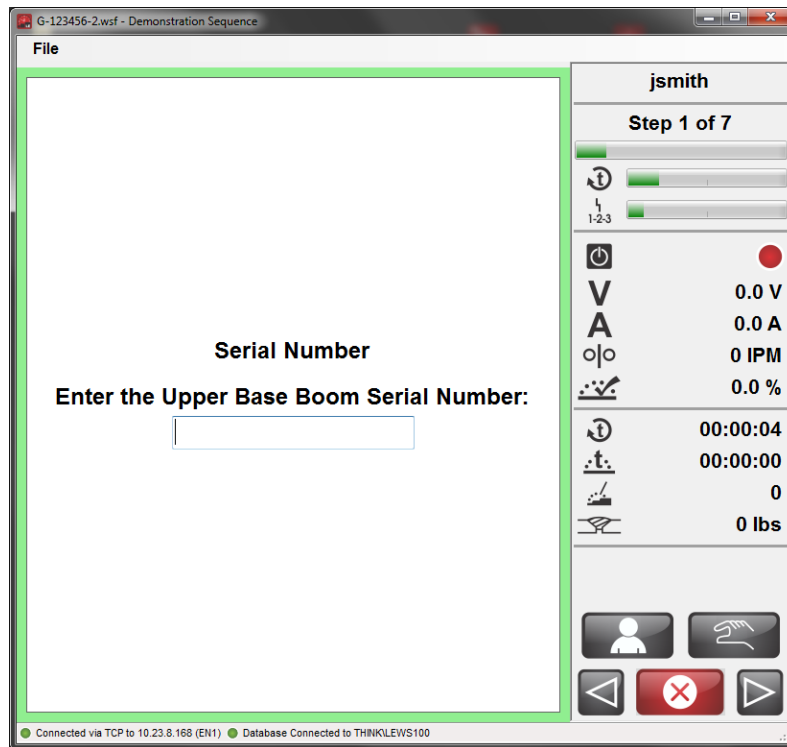 G-123456-2.wsf - Demonstration Sequence
File
Serial Number
Enter the Upper Base Boom Serial Number:
jsmith
Step 1 of 7
t
1-2-3
V 0.0 V
A 0.0 A
0 IPM
0.0 %
t 00:00:04
.t. 00:00:00
0
0 lbs
Connected via TCP to 10.23.8.168 (EN1) Database Connected to THINK\LEWS100